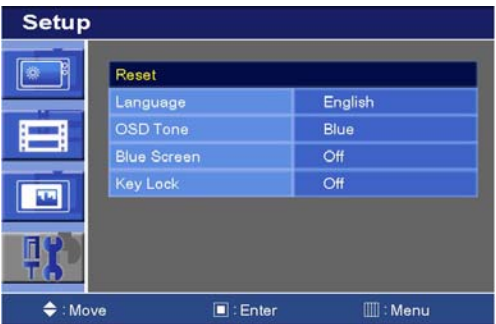 Setup
Reset
Language English
OSD Tone Blue
Blue Screen Off
Key Lock Off
: Move : Enter : Menu